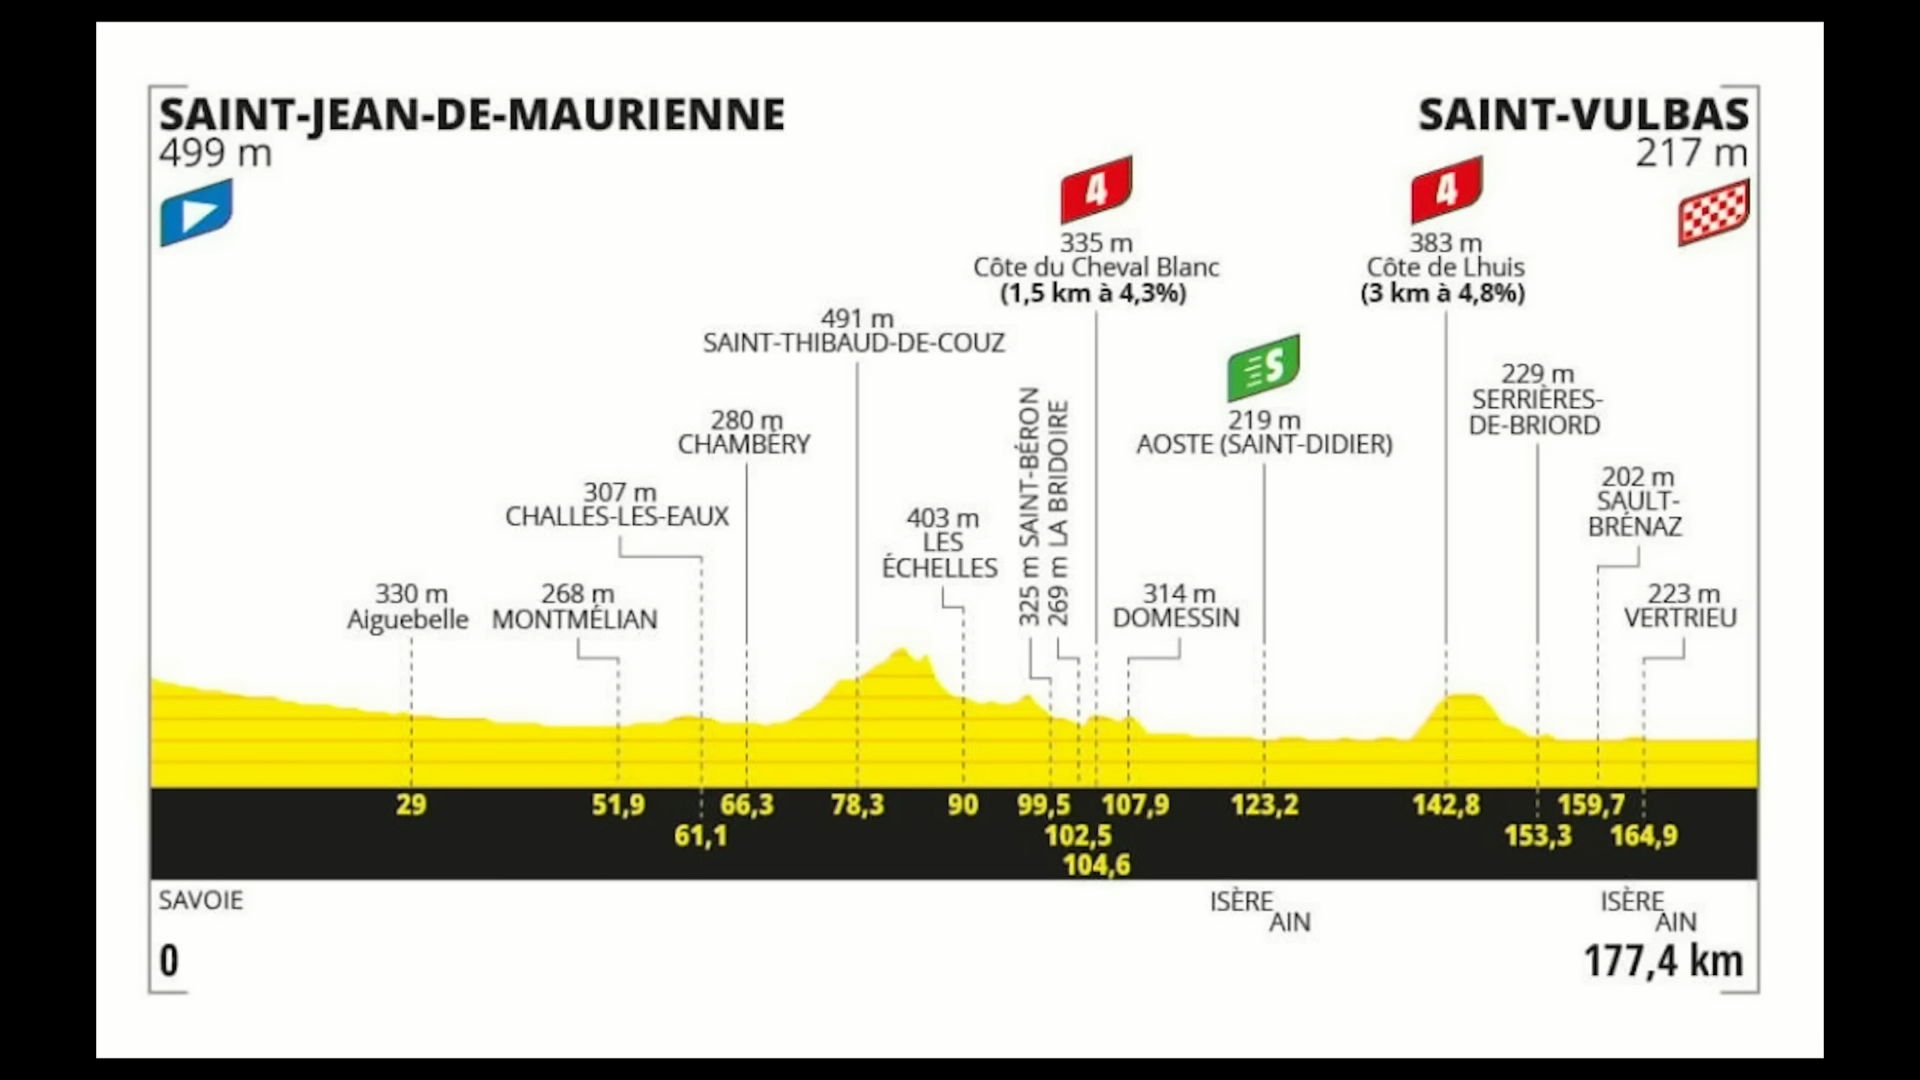 SAINT-JEAN-DE-MAURIENNE
499 m
SAINT-VULBAS
217 m
4
335 m
Côte du Cheval Blanc
(1,5 km à 4,3%)
4
383 m
Côte de Lhuis
(3 km à 4,8%)
491 m
SAINT-THIBAUD-DE-COUZ
S
219 m
AOSTE (SAINT-DIDIER)
229 m
SERRIÈRES-
DE-BRIORD
280 m
CHAMBÉRY
325 m SAINT-BÉRON
269 m LA BRIDOIRE
202 m
SAULT-
BRÉNAZ
307 m
CHALLES-LES-EAUX
403 m
LES
ÉCHELLES
330 m
Aiguebelle
268 m
MONTMÉLIAN
314 m
DOMESSIN
223 m
VERTRIEU
29
51,9
66,3
78,3
90
99,5
107,9
123,2
142,8
159,7
61,1
102,5
153,3
164,9
104,6
SAVOIE
ISÈRE
AIN
ISÈRE
AIN
0
177,4 km